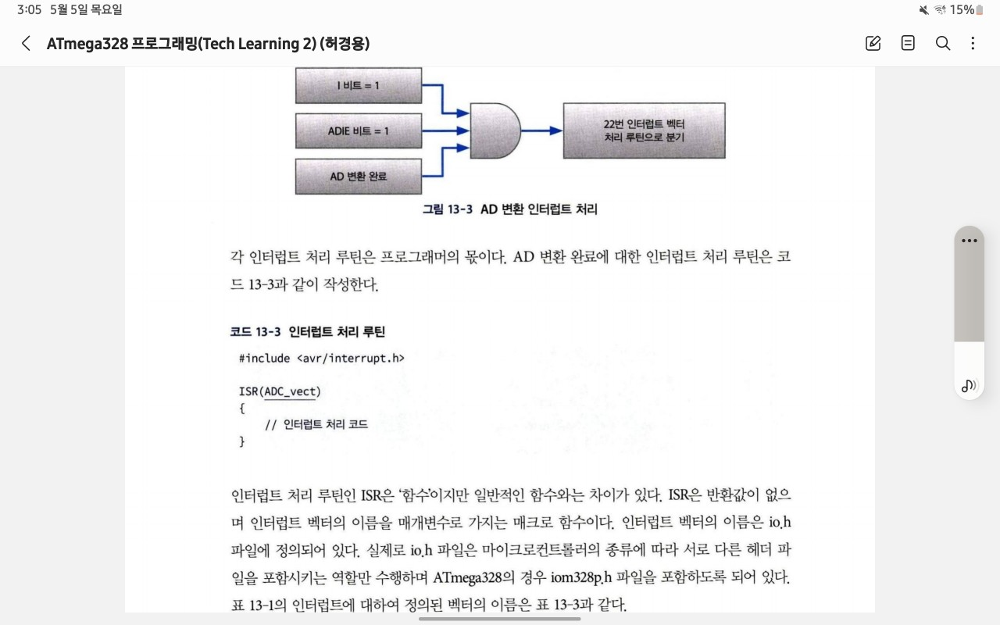 3:05 5월 5일 목요일
15%
ATmega328 프로그래밍(Tech Learning 2) (허경용)
I 비트 = 1
ADIE 비트 = 1
AD 변환 완료
22번 인터럽트 벡터
처리 루틴으로 분기
그림 13-3 AD 변환 인터럽트 처리
각 인터럽트 처리 루틴은 프로그래머의 몫이다. AD 변환 완료에 대한 인터럽트 처리 루틴은 코
드 13-3과 같이 작성한다.
코드 13-3 인터럽트 처리 루틴
#include <avr/interrupt.h>
ISR(ADC_vect)
{
// 인터럽트 처리 코드
}
인터럽트 처리 루틴인 ISR은 ‘함수’이지만 일반적인 함수와는 차이가 있다. ISR은 반환값이 없으
며 인터럽트 벡터의 이름을 매개변수로 가지는 매크로 함수이다. 인터럽트 벡터의 이름은 io.h
파일에 정의되어 있다. 실제로 io.h 파일은 마이크로컨트롤러의 종류에 따라 서로 다른 헤더 파
일을 포함시키는 역할만 수행하며 ATmega328의 경우 iom328p.h 파일을 포함하도록 되어 있다.
표 13-1의 인터럽트에 대하여 정의된 벡터의 이름은 표 13-3과 같다.